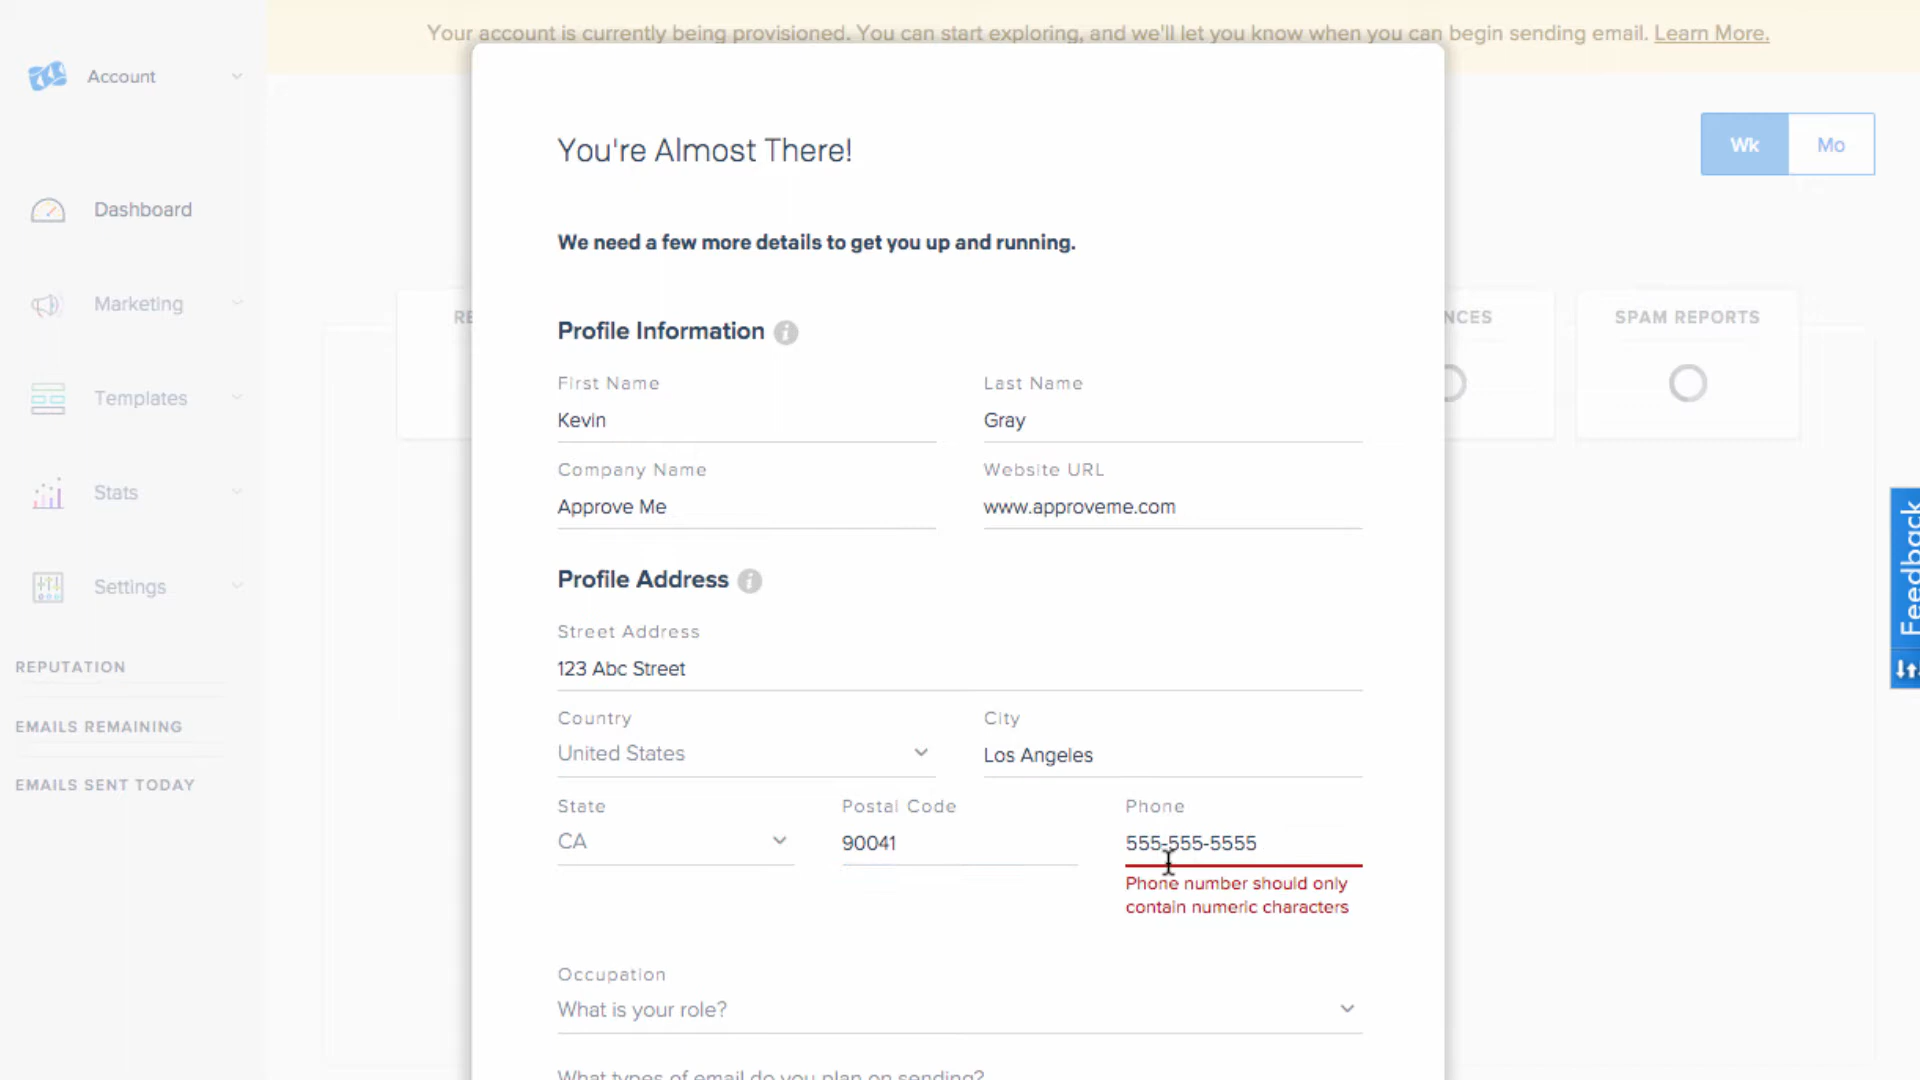 Your account is currently being provisioned. You can start exploring, and we'll let you know when you can begin sending email. Learn More.
Account
Wk
Mo
You're Almost There!
Dashboard
We need a few more details to get you up and running.
Marketing
RE
NCES
SPAM REPORTS
Profile Information
First Name
Last Name
Kevin
Gray
Templates
Company Name
Website URL
Approve Me
www.approveme.com
Stats
Feedback
Profile Address
Settings
Street Address
123 Abc Street
REPUTATION
Country
City
EMAILS REMAINING
United States
Los Angeles
EMAILS SENT TODAY
State
Postal Code
Phone
CA
90041
555-555-5555
Phone number should only
contain numeric characters
Occupation
What is your role?
What types of email do you plan on sending?